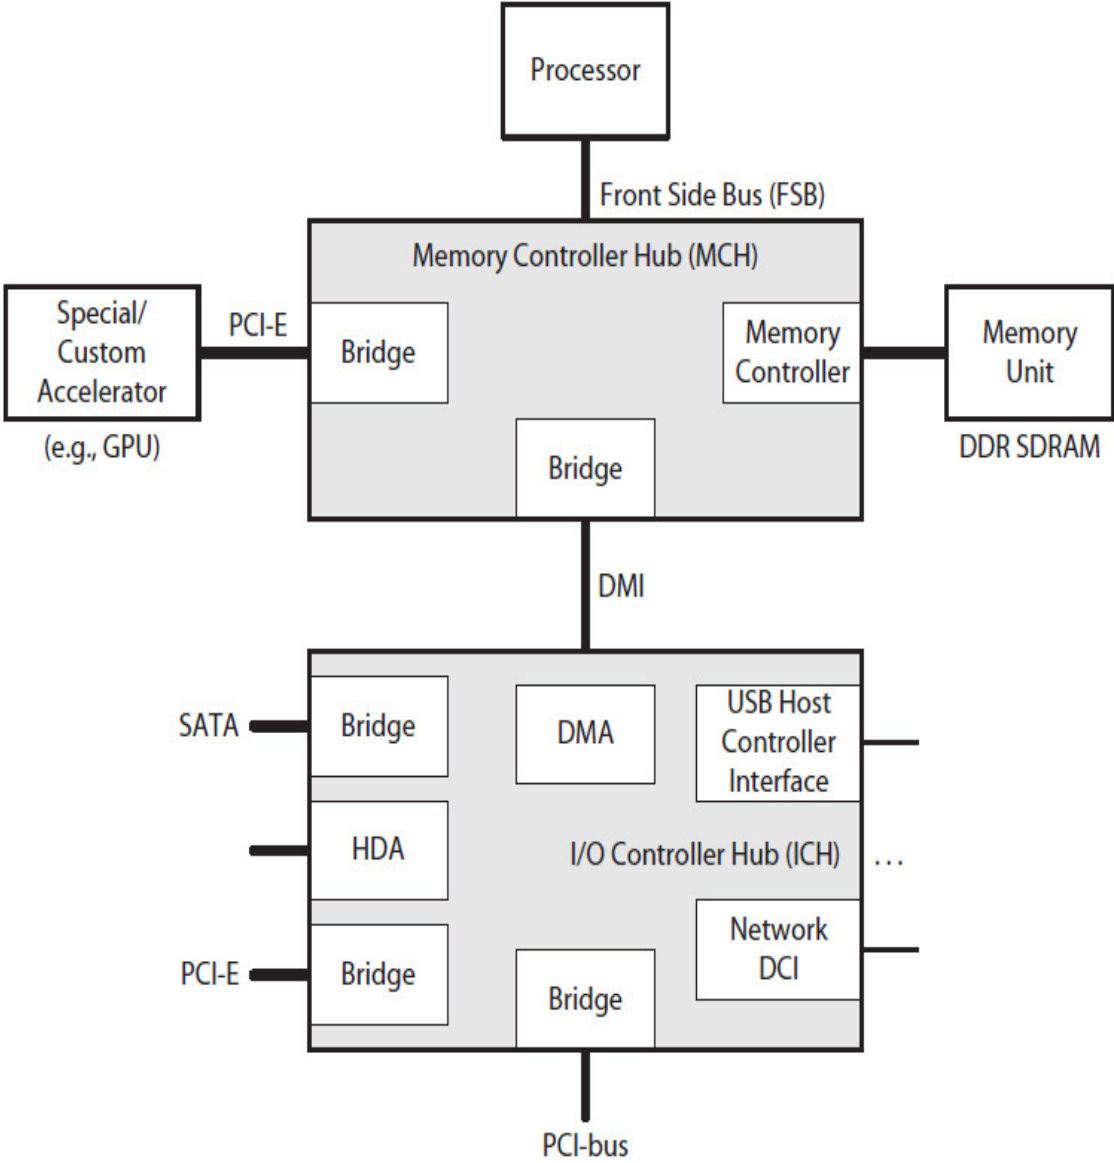 Processor
Front Side Bus (FSB)
Memory Controller Hub (MCH)
Special/
Custom
Accelerator
(e.g., GPU)
PCI-E
Bridge
Memory
Controller
Memory
Unit
DDR SDRAM
Bridge
DMI
SATA
Bridge
DMA
USB Host
Controller
Interface
HDA
I/O Controller Hub (ICH)
...
PCI-E
Bridge
Bridge
Network
DCI
PCI-bus